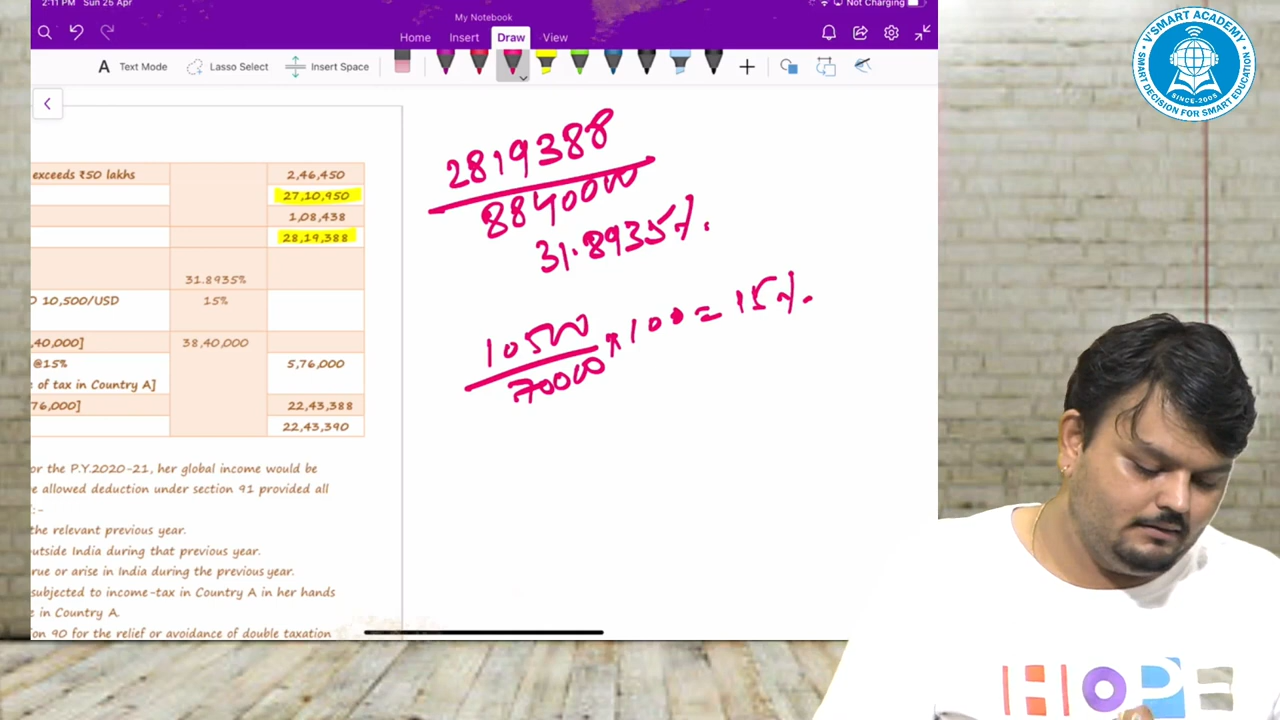 2:11 PM Sun 26 Apr
Not Charging
My Notebook
Home Insert Draw View
A Text Mode Lasso Select Insert Space
V'SMART ACADEMY
SINCE-2005
SMART DECISION FOR SMART EDUCATION
exceeds ₹50 lakhs 2,46,450
27,10,950
1,08,438
28,19,388
31.8935%
D 10,500/USD 15%
,40,000] 38,40,000
@15% 5,76,000
e of tax in Country A]
76,000] 22,43,388
22,43,390
or the P.Y.2020-21, her global income would be
e allowed deduction under section 91 provided all
:-
the relevant previous year.
outside India during that previous year.
rue or arise in India during the previous year.
subjected to income-tax in Country A in her hands
e in Country A.
on 90 for the relief or avoidance of double taxation
2819388
8840000
31.8935%.
10500
70000 × 100 = 15%.
HOPE